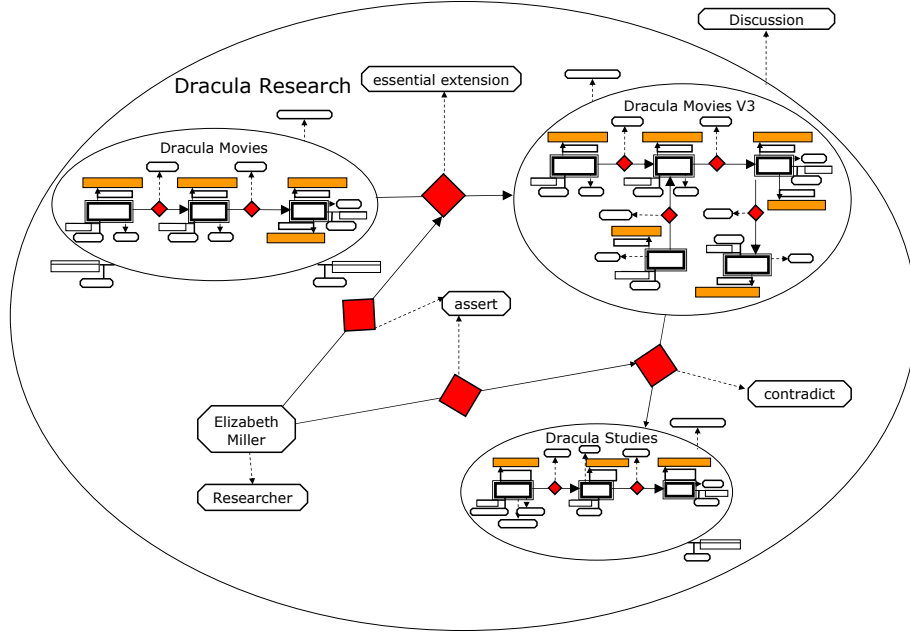 Discussion
Dracula Research
essential extension
Dracula Movies V3
Dracula Movies
assert
contradict
Elizabeth
Miller
Dracula Studies
Researcher